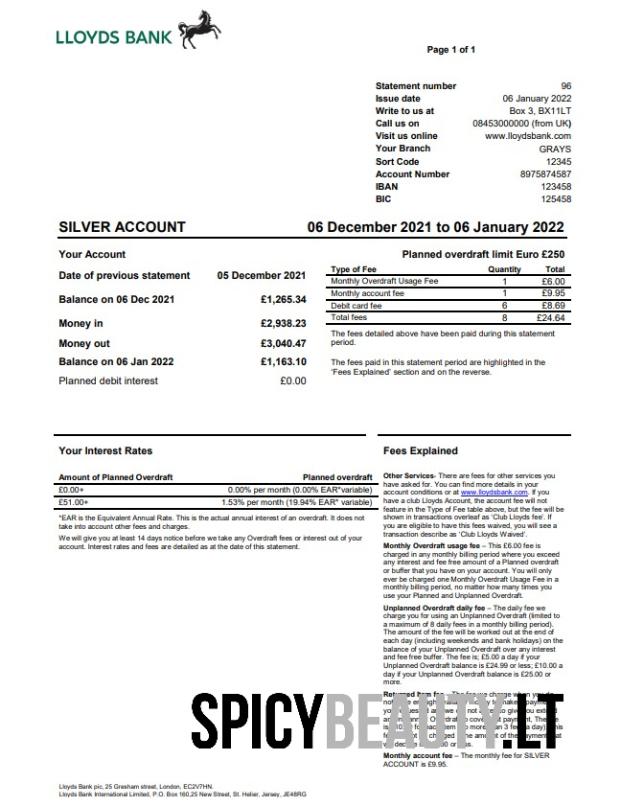 LLOYDS BANK
Page 1 of 1
Statement number 96
Issue date 06 January 2022
Write to us at Box 3, BX11LT
Call us on 08453000000 (from UK)
Visit us online www.lloydsbank.com
Your Branch GRAYS
Sort Code 12345
Account Number 8975874587
IBAN 123458
BIC 125458
SILVER ACCOUNT 06 December 2021 to 06 January 2022
Your Account
Date of previous statement 05 December 2021
Balance on 06 Dec 2021 £1,265.34
Money in £2,938.23
Money out £3,040.47
Balance on 06 Jan 2022 £1,163.10
Planned debit interest £0.00
Planned overdraft limit Euro £250
Type of Fee Quantity Total
Monthly Overdraft Usage Fee 1 £6.00
Monthly account fee 1 £9.95
Debit card fee 6 £8.69
Total fees 8 £24.64
The fees detailed above have been paid during this statement
period.
The fees paid in this statement period are highlighted in the
'Fees Explained' section and on the reverse.
Your Interest Rates
Amount of Planned Overdraft Planned overdraft
£0.00+ 0.00% per month (0.00% EAR*variable)
£51.00+ 1.53% per month (19.94% EAR*variable)
*EAR is the Equivalent Annual Rate. This is the actual annual interest of an overdraft. It does not
take into account other fees and charges.
We will give you at least 14 days notice before we take any Overdraft fees or interest out of your
account. Interest rates and fees are detailed as at the date of this statement.
Fees Explained
Other Services- There are fees for other services you
have asked for. You can find more details in your
account conditions or at www.lloydsbank.com. If you
have a club Lloyds Account, the account fee will not
feature in the Type of Fee table above, but the fee will be
shown in transactions overleaf as 'Club Lloyds fee'. If
you are eligible to have this fees waived, you will see a
transaction describe as 'Club Lloyds Waived'.
Monthly Overdraft usage fee – This £6.00 fee is
charged in any monthly billing period where you exceed
any interest and fee free amount of a Planned overdraft
or buffer that you have on your account. You will only
ever be charged one Monthly Overdraft Usage Fee in a
monthly billing period, no matter how many times you
use your Planned and Unplanned Overdraft.
Unplanned Overdraft daily fee – The daily fee we
charge you for using an Unplanned Overdraft (limited to
a maximum of 8 daily fees in a monthly billing period).
The amount of the fee will be worked out at the end of
each day (including weekends and bank holidays) on the
balance of your Unplanned Overdraft over any interest
and fee free buffer. The fee is; £5.00 a day if your
Unplanned Overdraft balance is £24.99 or less; £10.00 a
day if your Unplanned Overdraft balance is £25.00 or
more.
Returned item fee – The fee we charge when you
SPICYBEAUTY.LT
Monthly account fee – The monthly fee for SILVER
ACCOUNT is £9.95.
Lloyds Bank plc, 25 Gresham street, London, EC2V7HN.
Lloyds Bank International Limited, P.O. Box 160,25 New Street, St. Helier, Jersey, JE48RG